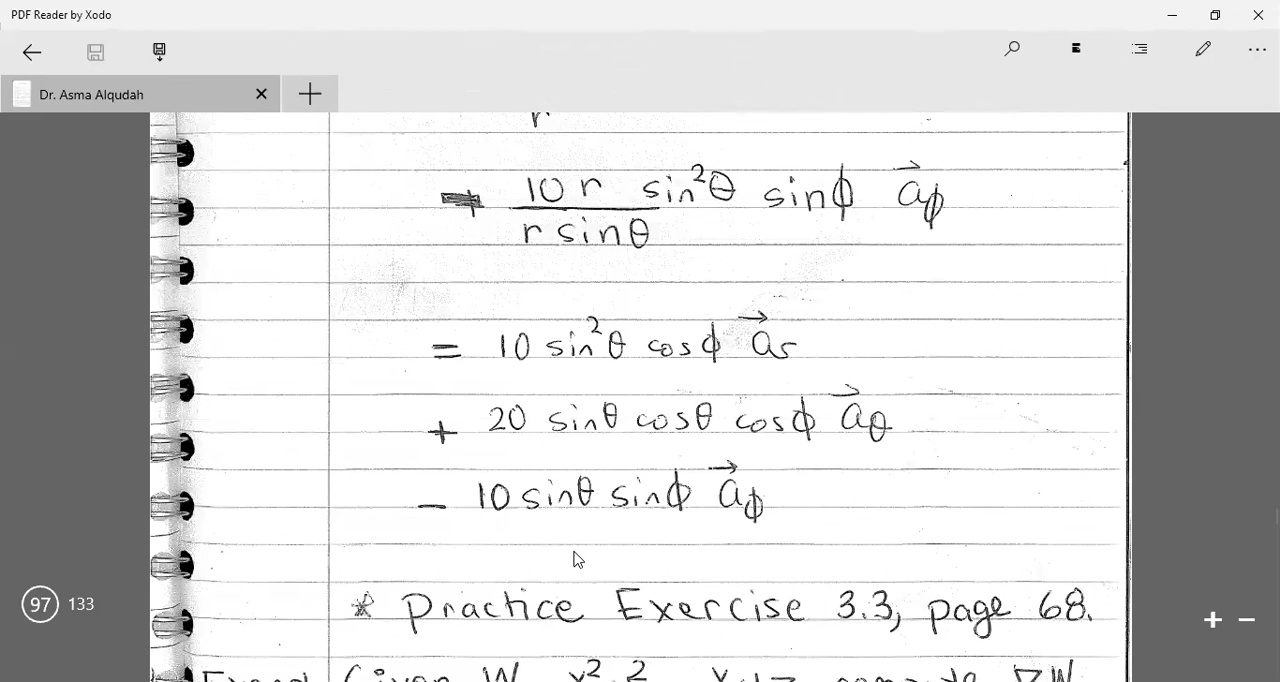 PDF Reader by Xodo
Dr. Asma Alqudah
r
10 r sin²θ sinϕ a⃗ϕ
r sinθ
= 10 sin²θ cosϕ a⃗r
+ 20 sinθ cosθ cosϕ a⃗θ
− 10 sinθ sinϕ a⃗ϕ
* Practice Exercise 3.3, page 68.
97 133
Given W